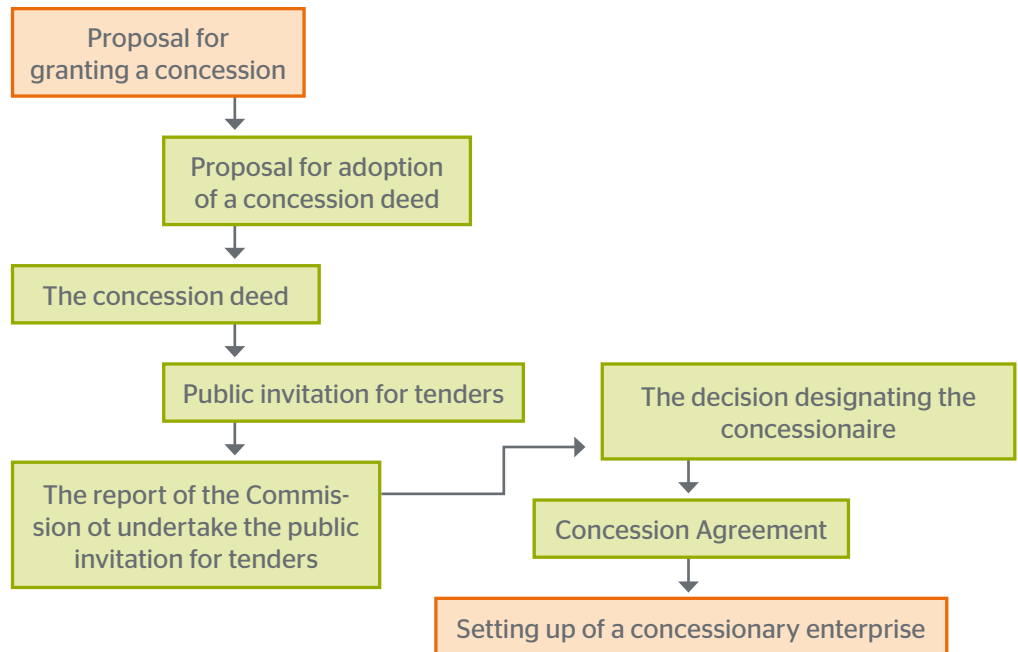 Proposal for
granting a concession
Proposal for adoption
of a concession deed
The concession deed
Public invitation for tenders
The report of the Commis-
sion ot undertake the public
invitation for tenders
The decision designating the
concessionaire
Concession Agreement
Setting up of a concessionary enterprise